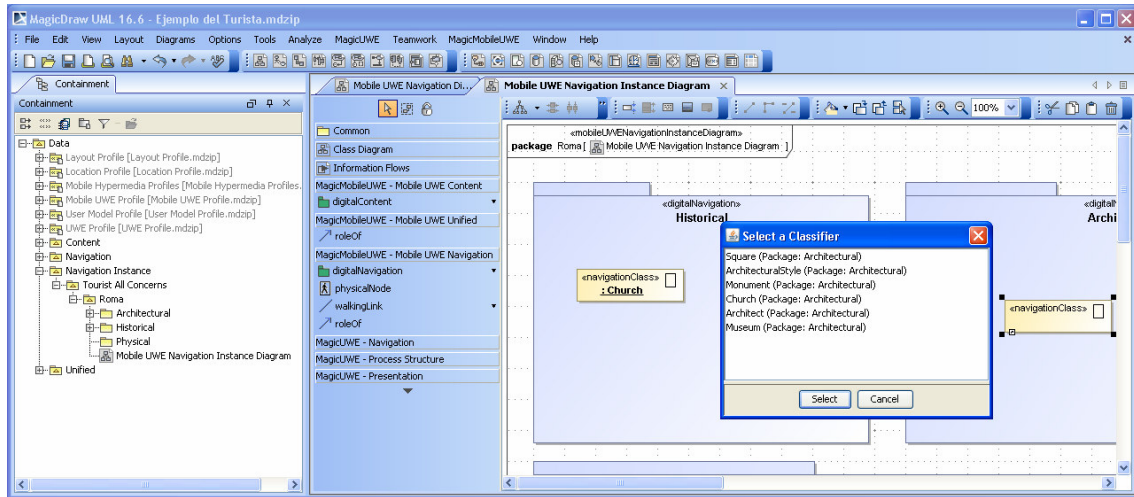 MagicDraw UML 16.6 - Ejemplo del Turista.mdzip
File Edit View Layout Diagrams Options Tools Analyze MagicUWE Teamwork MagicMobileUWE Window Help
Containment
Containment
Data
Layout Profile [Layout Profile.mdzip]
Location Profile [Location Profile.mdzip]
Mobile Hypermedia Profiles [Mobile Hypermedia Profiles.
Mobile UWE Profile [Mobile UWE Profile.mdzip]
User Model Profile [User Model Profile.mdzip]
UWE Profile [UWE Profile.mdzip]
Content
Navigation
Navigation Instance
Tourist All Concerns
Roma
Architectural
Historical
Physical
Mobile UWE Navigation Instance Diagram
Unified
Mobile UWE Navigation Di...
Mobile UWE Navigation Instance Diagram
100%
Common
Class Diagram
Information Flows
MagicMobileUWE - Mobile UWE Content
digitalContent
MagicMobileUWE - Mobile UWE Unified
roleOf
MagicMobileUWE - Mobile UWE Navigation
digitalNavigation
physicalNode
walkingLink
roleOf
MagicUWE - Navigation
MagicUWE - Process Structure
MagicUWE - Presentation
«mobileUWENavigationInstanceDiagram»
package Roma[ Mobile UWE Navigation Instance Diagram ]
«digitalNavigation»
Historical
«navigationClass»
: Church
«digitalN
Archi
«navigationClass»
Select a Classifier
Square (Package: Architectural)
ArchitecturalStyle (Package: Architectural)
Monument (Package: Architectural)
Church (Package: Architectural)
Architect (Package: Architectural)
Museum (Package: Architectural)
Select Cancel